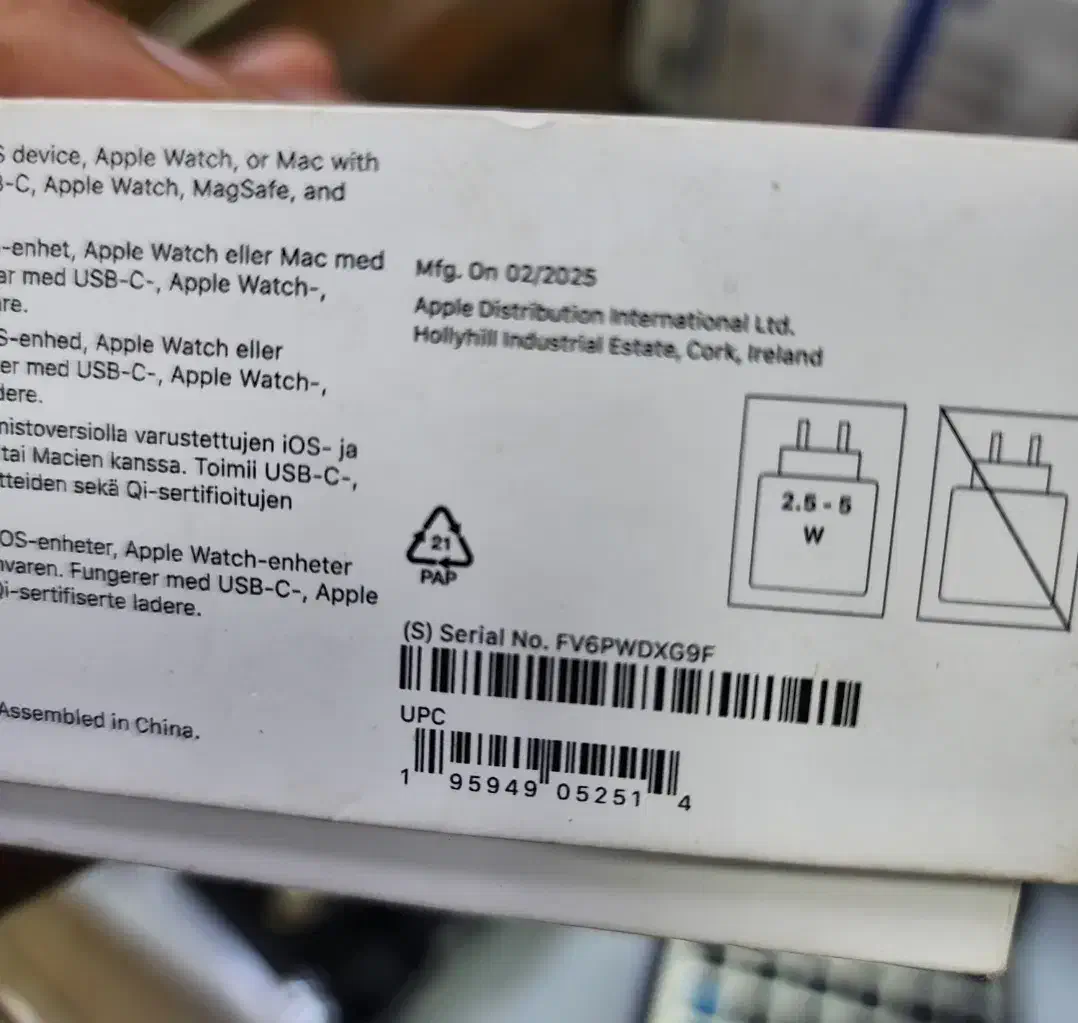 S device, Apple Watch, or Mac with
-C, Apple Watch, MagSafe, and
-enhet, Apple Watch eller Mac med
ar med USB-C-, Apple Watch-,
re.
S-enhed, Apple Watch eller
er med USB-C-, Apple Watch-,
dere.
nistoversiolla varustettujen iOS- ja
tai Macien kanssa. Toimii USB-C-,
tteiden sekä Qi-sertifioitujen
OS-enheter, Apple Watch-enheter
varen. Fungerer med USB-C-, Apple
Qi-sertifiserte ladere.
Assembled in China.
Mfg. On 02/2025
Apple Distribution International Ltd.
Hollyhill Industrial Estate, Cork, Ireland
2.5 - 5
W
21
PAP
(S) Serial No. FV6PWDXG9F
UPC
1 95949 05251 4